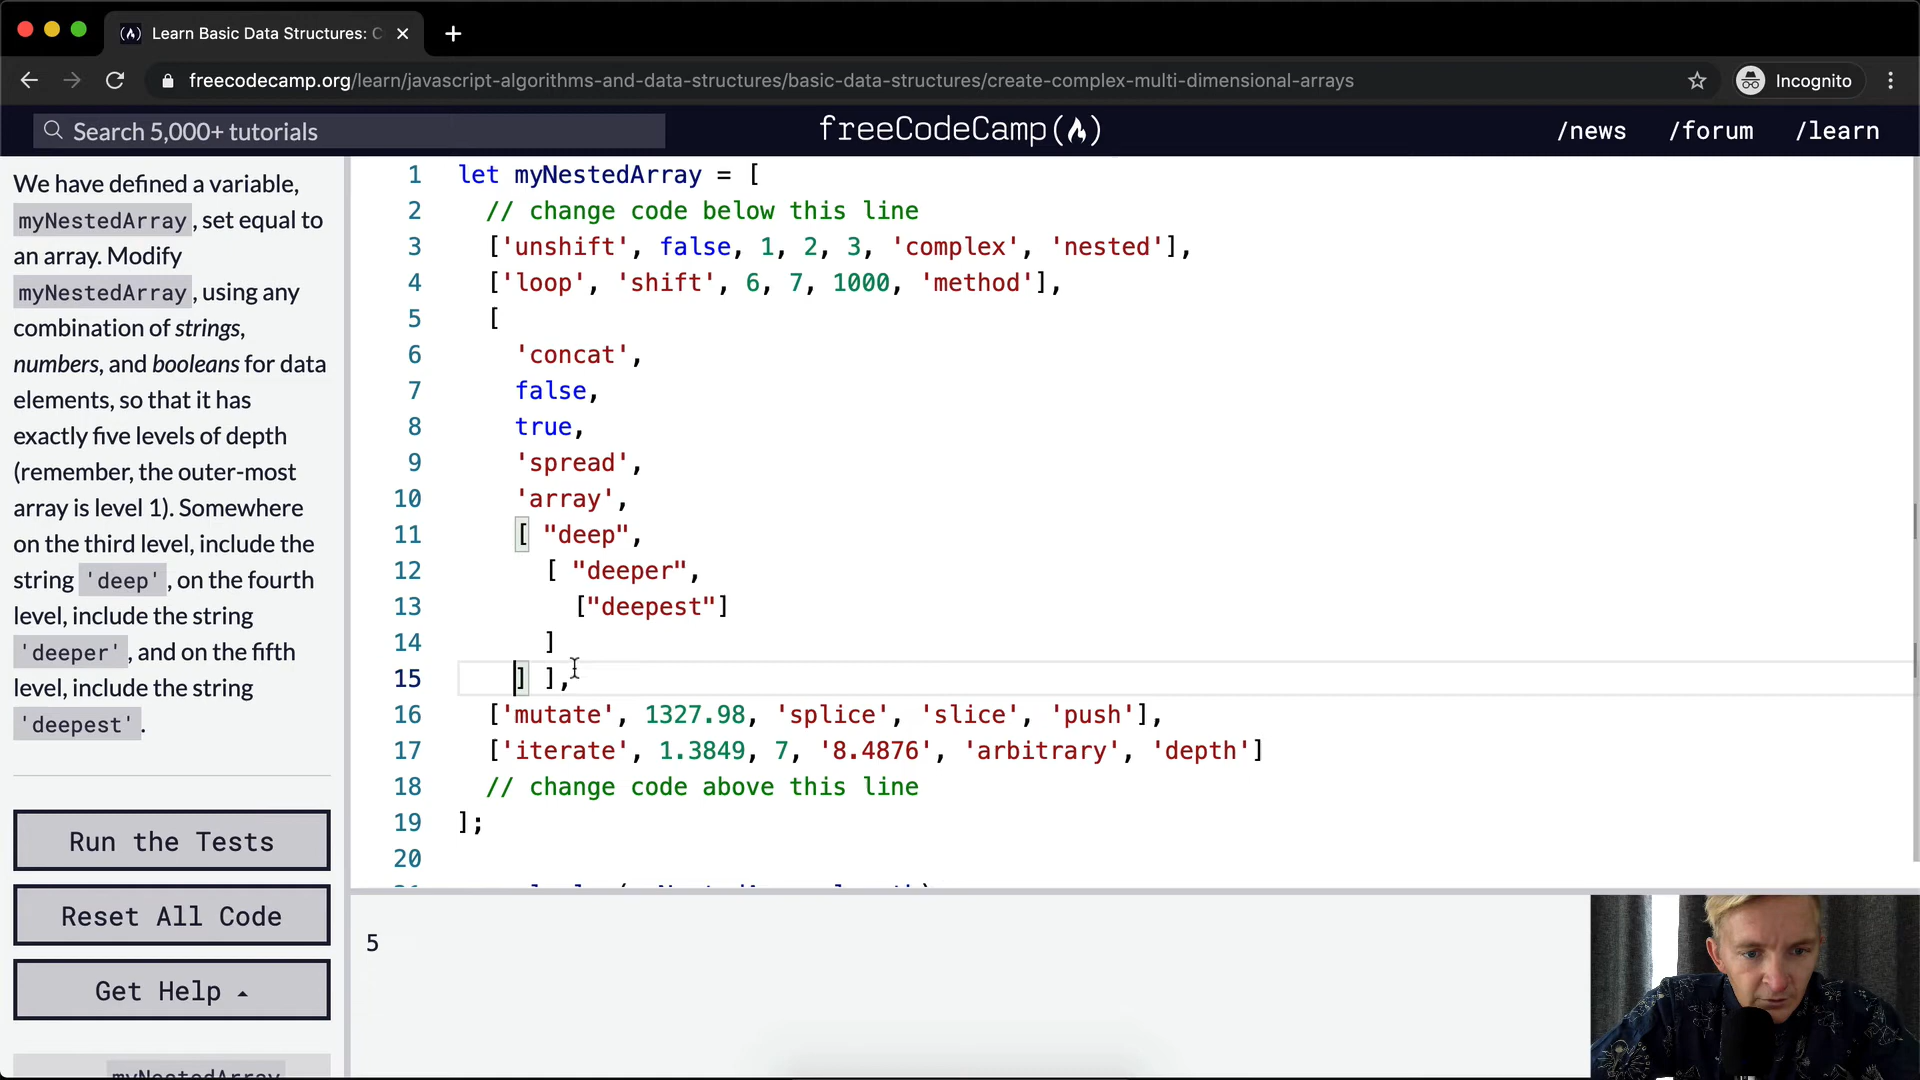 Learn Basic Data Structures: C
freecodecamp.org/learn/javascript-algorithms-and-data-structures/basic-data-structures/create-complex-multi-dimensional-arrays
Incognito
Search 5,000+ tutorials
freeCodeCamp
/news /forum /learn
We have defined a variable,
myNestedArray, set equal to
an array. Modify
myNestedArray, using any
combination of strings,
numbers, and booleans for data
elements, so that it has
exactly five levels of depth
(remember, the outer-most
array is level 1). Somewhere
on the third level, include the
string 'deep', on the fourth
level, include the string
'deeper', and on the fifth
level, include the string
'deepest'.
Run the Tests
Reset All Code
Get Help
myNestedArray
1 let myNestedArray = [
2 // change code below this line
3 ['unshift', false, 1, 2, 3, 'complex', 'nested'],
4 ['loop', 'shift', 6, 7, 1000, 'method'],
5 [
6 'concat',
7 false,
8 true,
9 'spread',
10 'array',
11 [ "deep",
12 [ "deeper",
13 ["deepest"]
14 ]
15 ] ],
16 ['mutate', 1327.98, 'splice', 'slice', 'push'],
17 ['iterate', 1.3849, 7, '8.4876', 'arbitrary', 'depth']
18 // change code above this line
19 ];
20
5